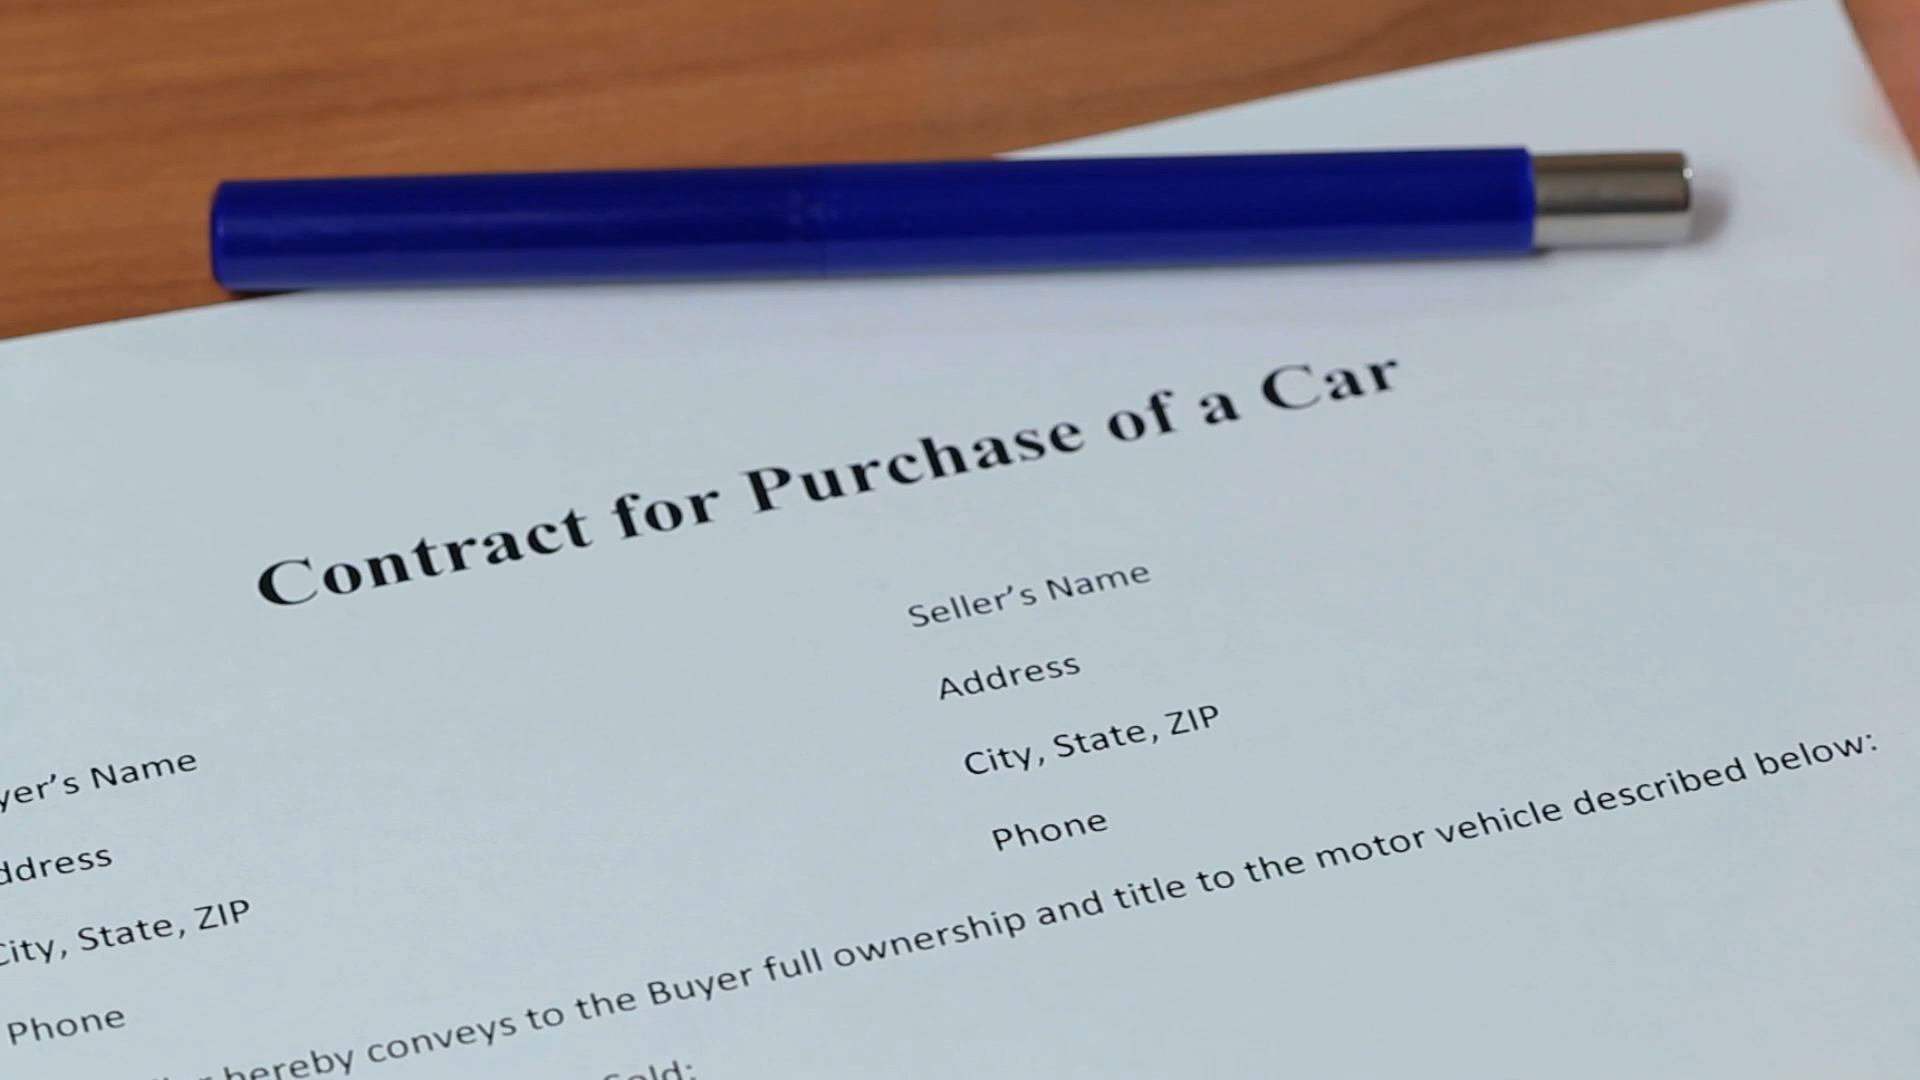 Contract for Purchase of a Car
Seller's Name
Address
City, State, ZIP
Phone
yer's Name
ddress
City, State, ZIP
Phone
hereby conveys to the Buyer full ownership and title to the motor vehicle described below:
Sold: